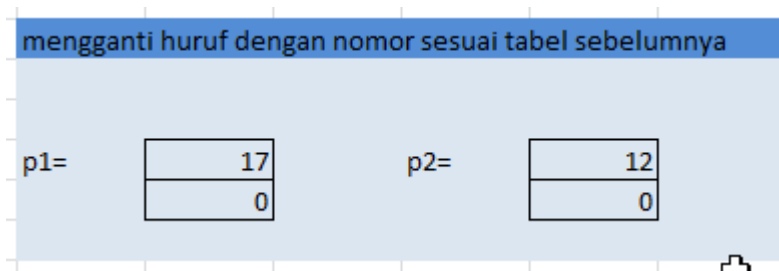 mengganti huruf dengan nomor sesuai tabel sebelumnya
p1= 17 p2= 12
0 0